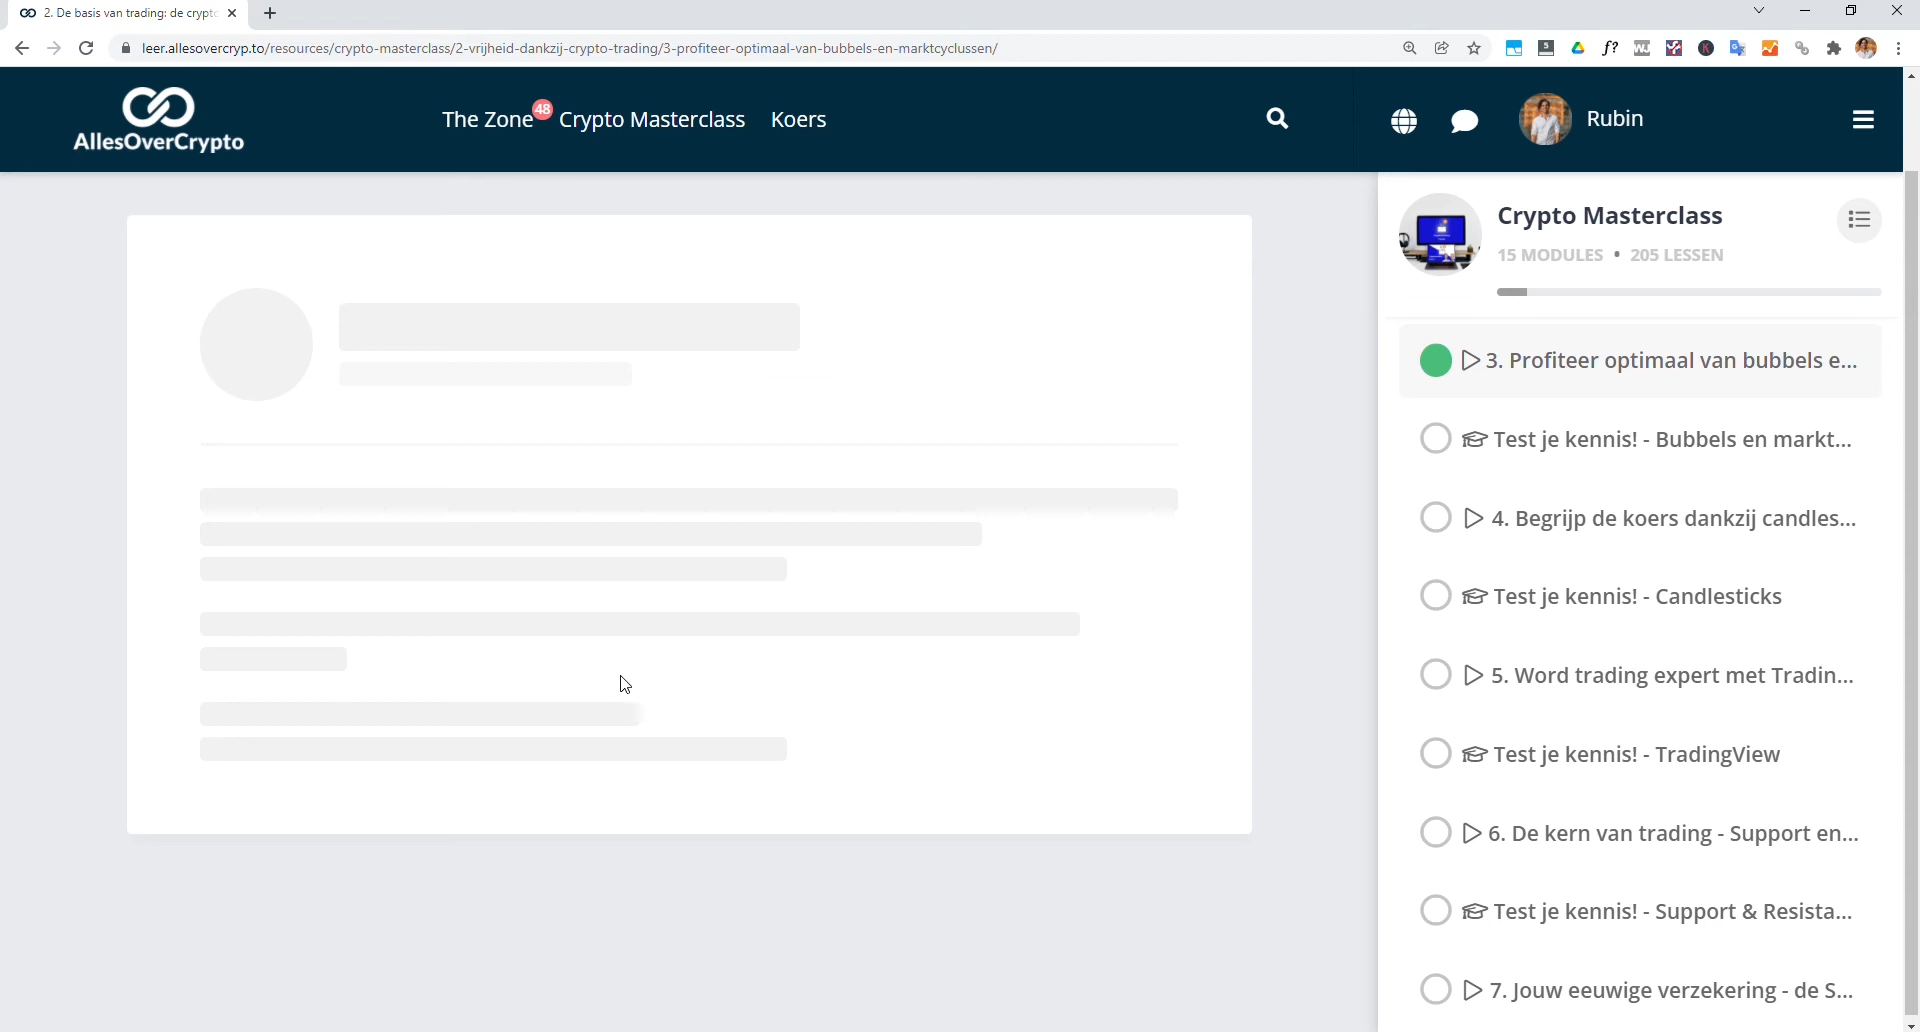 2. De basis van trading: de crypto
leer.allesovercryp.to/resources/crypto-masterclass/2-vrijheid-dankzij-crypto-trading/3-profiteer-optimaal-van-bubbels-en-marktcyclussen/
AllesOverCrypto
The Zone 48 Crypto Masterclass Koers
Rubin
Crypto Masterclass
15 MODULES • 205 LESSEN
3. Profiteer optimaal van bubbels e...
Test je kennis! - Bubbels en markt...
4. Begrijp de koers dankzij candles...
Test je kennis! - Candlesticks
5. Word trading expert met Tradin...
Test je kennis! - TradingView
6. De kern van trading - Support en...
Test je kennis! - Support & Resista...
7. Jouw eeuwige verzekering - de S...